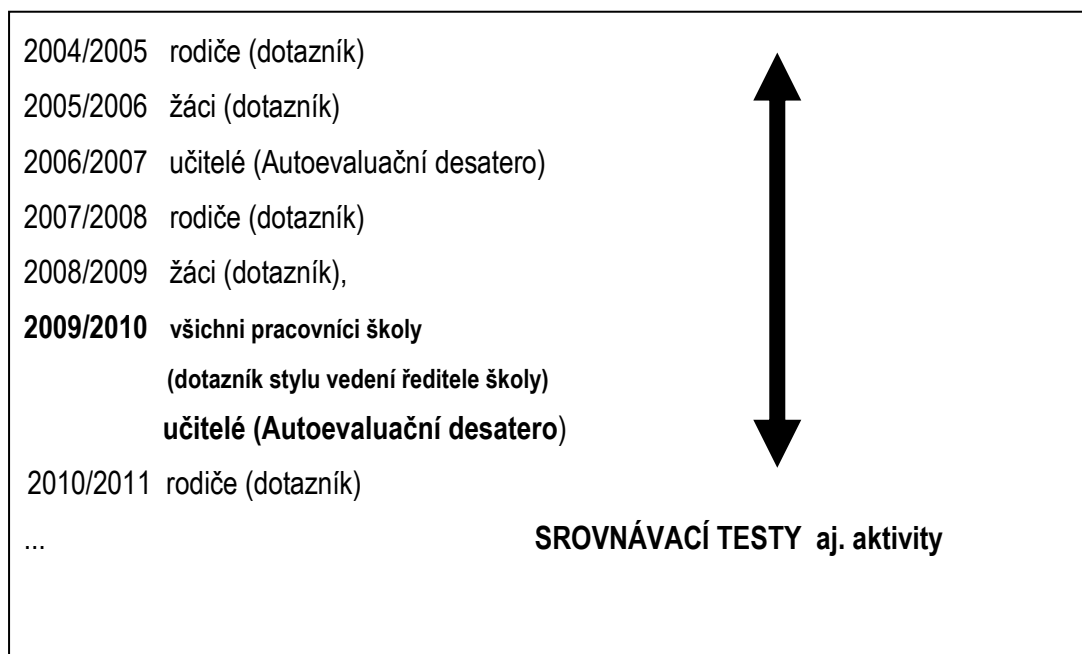 2004/2005 rodiče (dotazník)
2005/2006 žáci (dotazník)
2006/2007 učitelé (Autoevaluační desatero)
2007/2008 rodiče (dotazník)
2008/2009 žáci (dotazník),
2009/2010 všichni pracovníci školy
(dotazník stylu vedení ředitele školy)
učitelé (Autoevaluační desatero)
2010/2011 rodiče (dotazník)
... SROVNÁVACÍ TESTY aj. aktivity